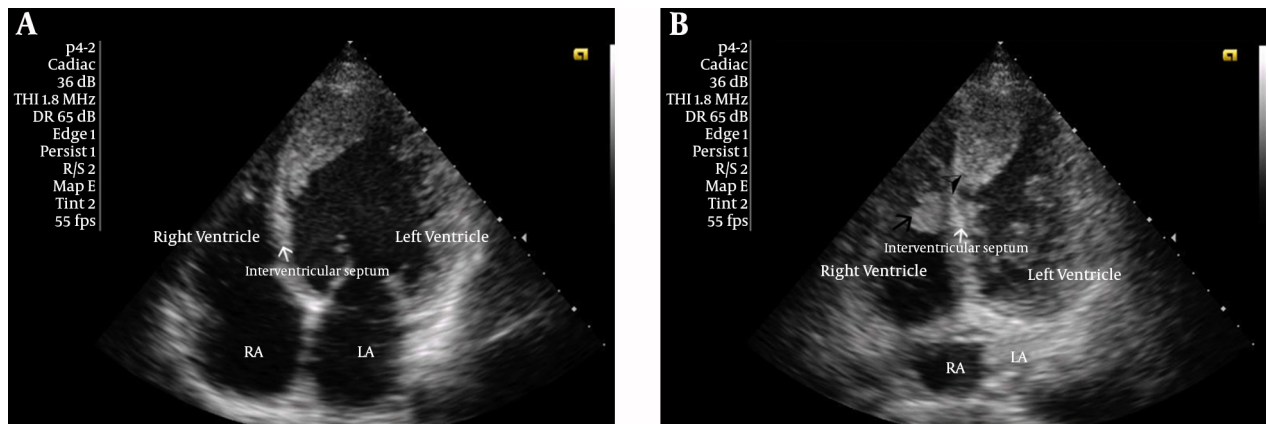 A
p4-2
Cadiac
36 dB
THI 1.8 MHz
DR 65 dB
Edge 1
Persist 1
R/S 2
Map E
Tint 2
55 fps
Right Ventricle
Left Ventricle
Interventricular septum
RA
LA
B
p4-2
Cadiac
36 dB
THI 1.8 MHz
DR 65 dB
Edge 1
Persist 1
R/S 2
Map E
Tint 2
55 fps
Interventricular septum
Right Ventricle
Left Ventricle
RA
LA